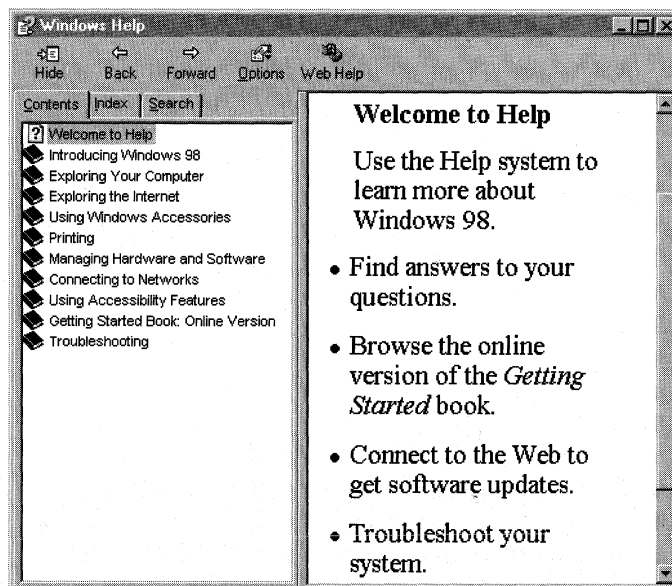 Windows Help
Hide Back Forward Options Web Help
Contents Index Search
Welcome to Help
Introducing Windows 98
Exploring Your Computer
Exploring the Internet
Using Windows Accessories
Printing
Managing Hardware and Software
Connecting to Networks
Using Accessibility Features
Getting Started Book: Online Version
Troubleshooting
Welcome to Help
Use the Help system to
learn more about
Windows 98.
• Find answers to your
questions.
• Browse the online
version of the Getting
Started book.
• Connect to the Web to
get software updates.
• Troubleshoot your
system.